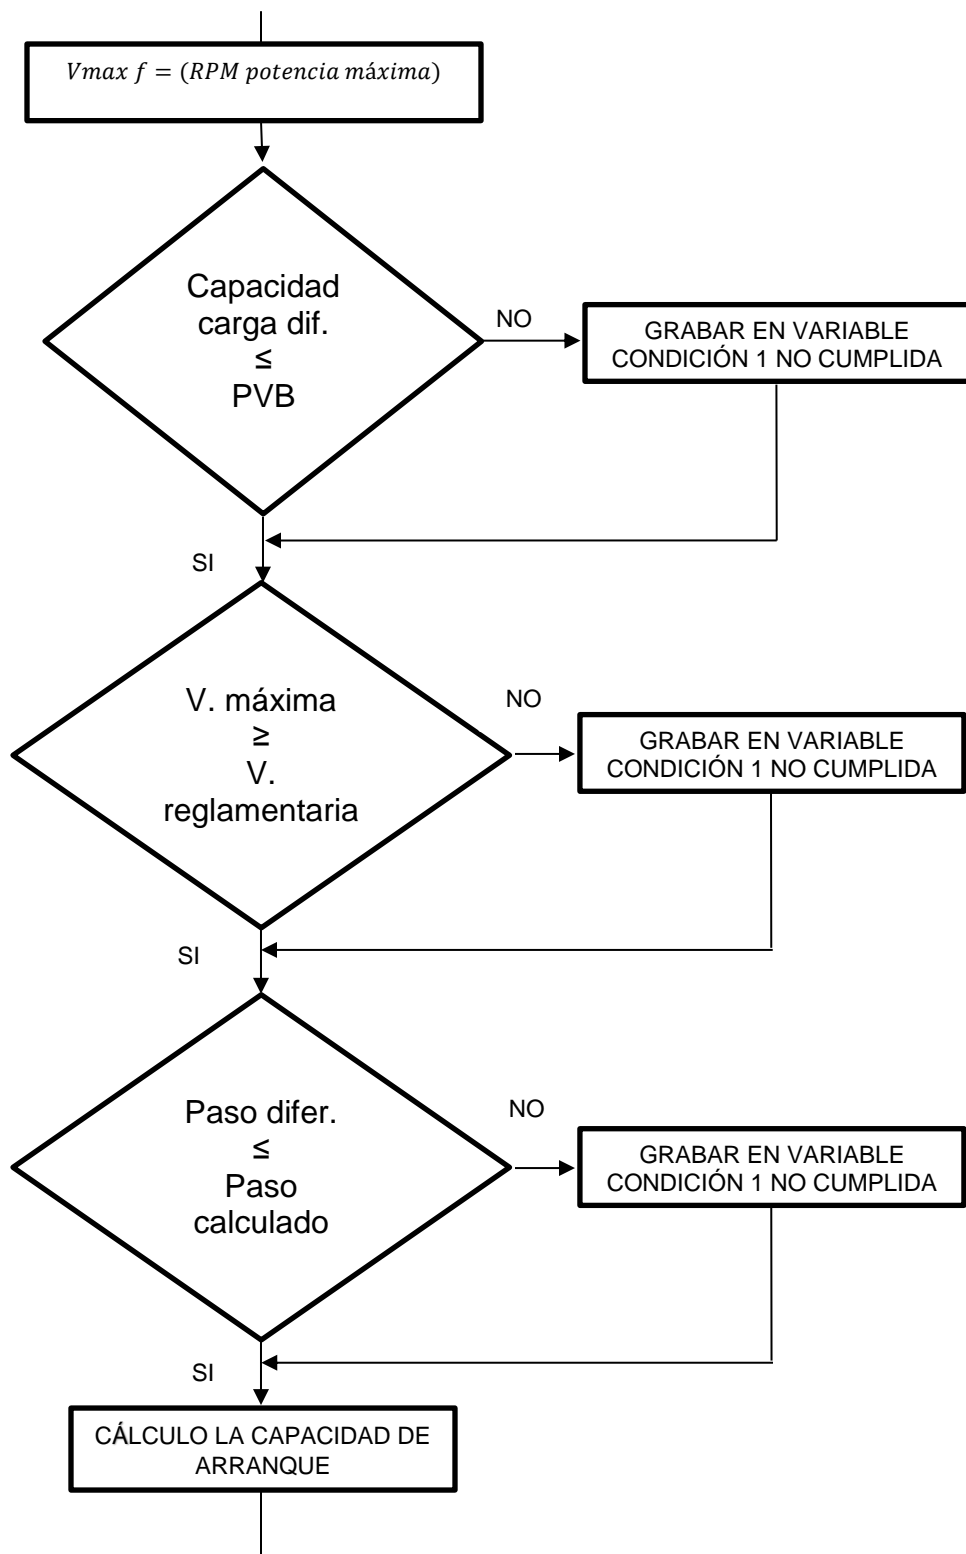 Vmax f = (RPM potencia máxima)
Capacidad
carga dif.
≤
PVB
NO
GRABAR EN VARIABLE
CONDICIÓN 1 NO CUMPLIDA
SI
V. máxima
≥
V.
reglamentaria
NO
GRABAR EN VARIABLE
CONDICIÓN 1 NO CUMPLIDA
SI
Paso difer.
≤
Paso
calculado
NO
GRABAR EN VARIABLE
CONDICIÓN 1 NO CUMPLIDA
SI
CÁLCULO LA CAPACIDAD DE
ARRANQUE